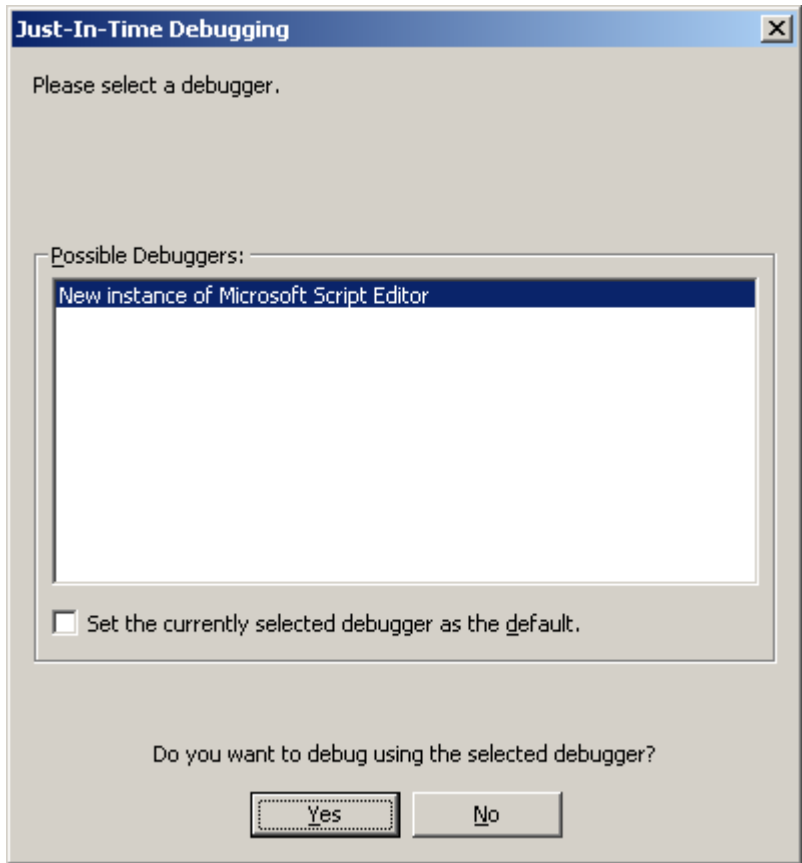 Just-In-Time Debugging
Please select a debugger.
Possible Debuggers:
New instance of Microsoft Script Editor
Set the currently selected debugger as the default.
Do you want to debug using the selected debugger?
Yes No